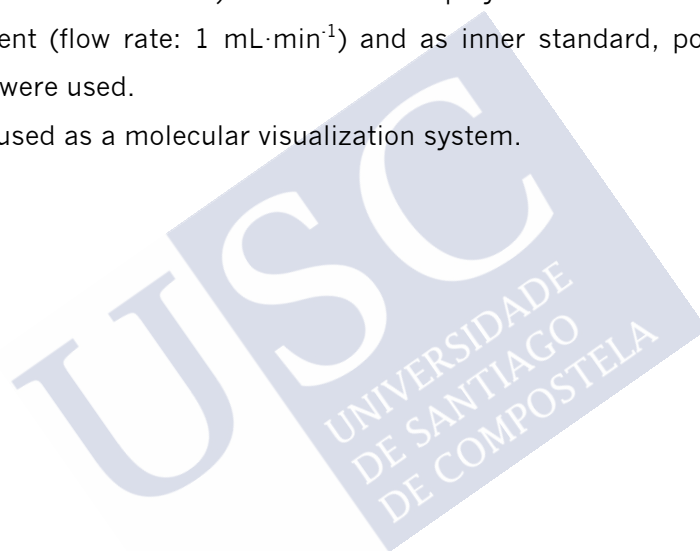 ent (flow rate: 1 mL·min⁻¹) and as inner standard, po
were used.
used as a molecular visualization system.
USC
UNIVERSIDADE
DE SANTIAGO
DE COMPOSTELA